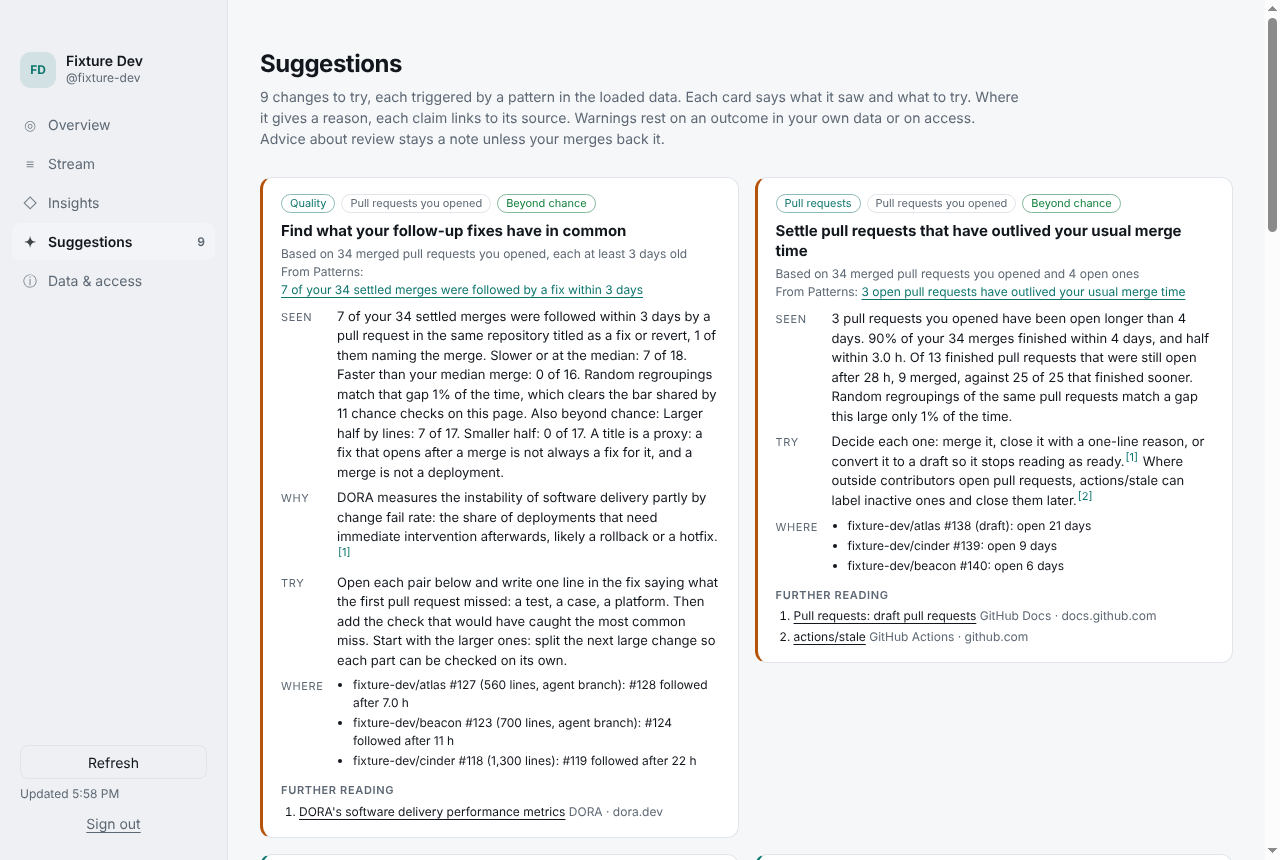 FD
Fixture Dev
@fixture-dev
Overview
Stream
Insights
Suggestions 9
Data & access
Refresh
Updated 5:58 PM
Sign out
Suggestions
9 changes to try, each triggered by a pattern in the loaded data. Each card says what it saw and what to try. Where
it gives a reason, each claim links to its source. Warnings rest on an outcome in your own data or on access.
Advice about review stays a note unless your merges back it.
Quality Pull requests you opened Beyond chance
Find what your follow-up fixes have in common
Based on 34 merged pull requests you opened, each at least 3 days old
From Patterns:
7 of your 34 settled merges were followed by a fix within 3 days
SEEN 7 of your 34 settled merges were followed within 3 days by a
pull request in the same repository titled as a fix or revert, 1 of
them naming the merge. Slower or at the median: 7 of 18.
Faster than your median merge: 0 of 16. Random regroupings
match that gap 1% of the time, which clears the bar shared by
11 chance checks on this page. Also beyond chance: Larger
half by lines: 7 of 17. Smaller half: 0 of 17. A title is a proxy: a
fix that opens after a merge is not always a fix for it, and a
merge is not a deployment.
WHY DORA measures the instability of software delivery partly by
change fail rate: the share of deployments that need
immediate intervention afterwards, likely a rollback or a hotfix.
[1]
TRY Open each pair below and write one line in the fix saying what
the first pull request missed: a test, a case, a platform. Then
add the check that would have caught the most common
miss. Start with the larger ones: split the next large change so
each part can be checked on its own.
WHERE • fixture-dev/atlas #127 (560 lines, agent branch): #128 followed
after 7.0 h
• fixture-dev/beacon #123 (700 lines, agent branch): #124
followed after 11 h
• fixture-dev/cinder #118 (1,300 lines): #119 followed after 22 h
FURTHER READING
1. DORA's software delivery performance metrics DORA · dora.dev
Pull requests Pull requests you opened Beyond chance
Settle pull requests that have outlived your usual merge
time
Based on 34 merged pull requests you opened and 4 open ones
From Patterns: 3 open pull requests have outlived your usual merge time
SEEN 3 pull requests you opened have been open longer than 4
days. 90% of your 34 merges finished within 4 days, and half
within 3.0 h. Of 13 finished pull requests that were still open
after 28 h, 9 merged, against 25 of 25 that finished sooner.
Random regroupings of the same pull requests match a gap
this large only 1% of the time.
TRY Decide each one: merge it, close it with a one-line reason, or
convert it to a draft so it stops reading as ready.[1] Where
outside contributors open pull requests, actions/stale can
label inactive ones and close them later.[2]
WHERE • fixture-dev/atlas #138 (draft): open 21 days
• fixture-dev/cinder #139: open 9 days
• fixture-dev/beacon #140: open 6 days
FURTHER READING
1. Pull requests: draft pull requests GitHub Docs · docs.github.com
2. actions/stale GitHub Actions · github.com